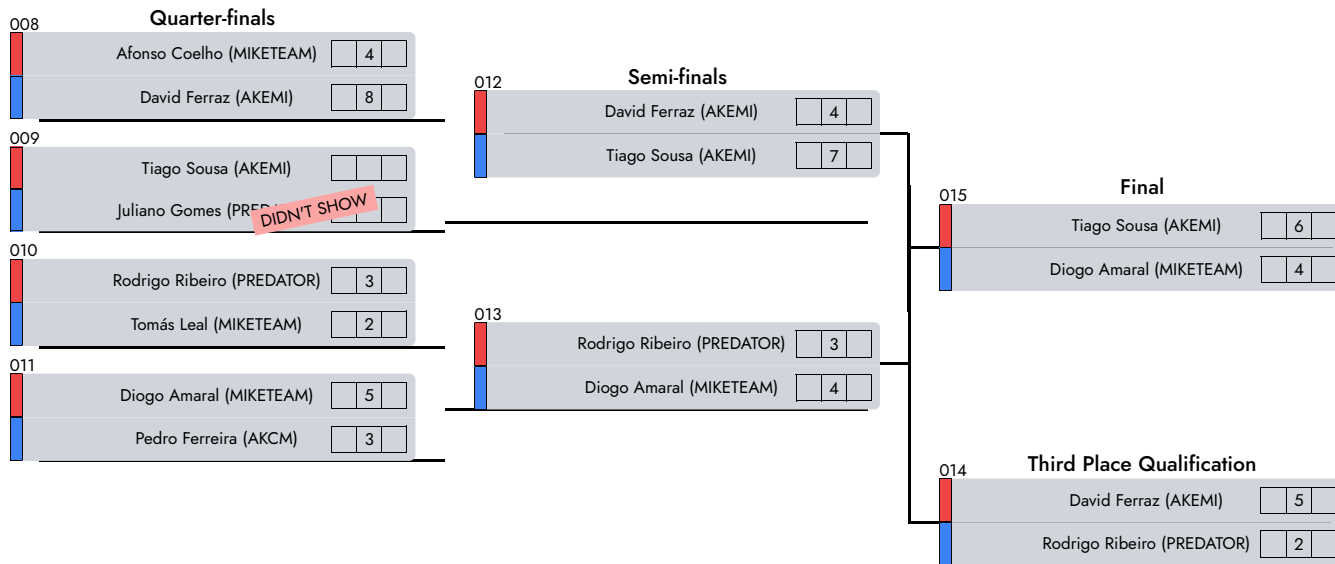 Quarter-finals
008
Afonso Coelho (MIKETEAM) 4
David Ferraz (AKEMI) 8
009
Tiago Sousa (AKEMI)
Juliano Gomes (PRED
DIDN'T SHOW
010
Rodrigo Ribeiro (PREDATOR) 3
Tomás Leal (MIKETEAM) 2
011
Diogo Amaral (MIKETEAM) 5
Pedro Ferreira (AKCM) 3
Semi-finals
012
David Ferraz (AKEMI) 4
Tiago Sousa (AKEMI) 7
013
Rodrigo Ribeiro (PREDATOR) 3
Diogo Amaral (MIKETEAM) 4
Final
015
Tiago Sousa (AKEMI) 6
Diogo Amaral (MIKETEAM) 4
Third Place Qualification
014
David Ferraz (AKEMI) 5
Rodrigo Ribeiro (PREDATOR) 2